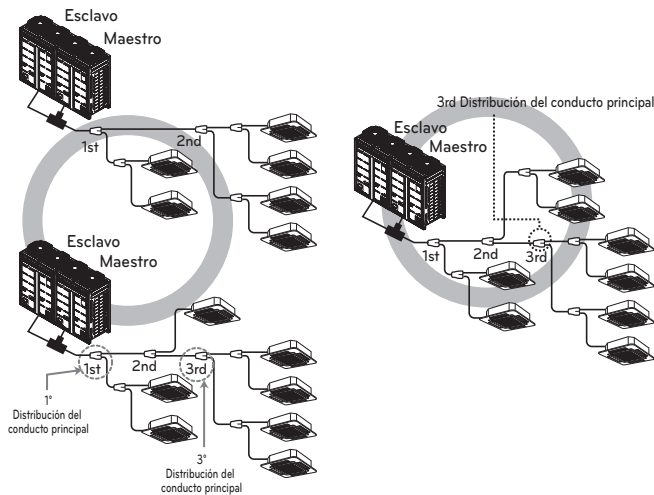 Esclavo
Maestro
1st
2nd
Esclavo
Maestro
1st
2nd
3rd
1°
Distribución del
conducto principal
3°
Distribución del
conducto principal
3rd Distribución del conducto principal
Esclavo
Maestro
1st
2nd
3rd